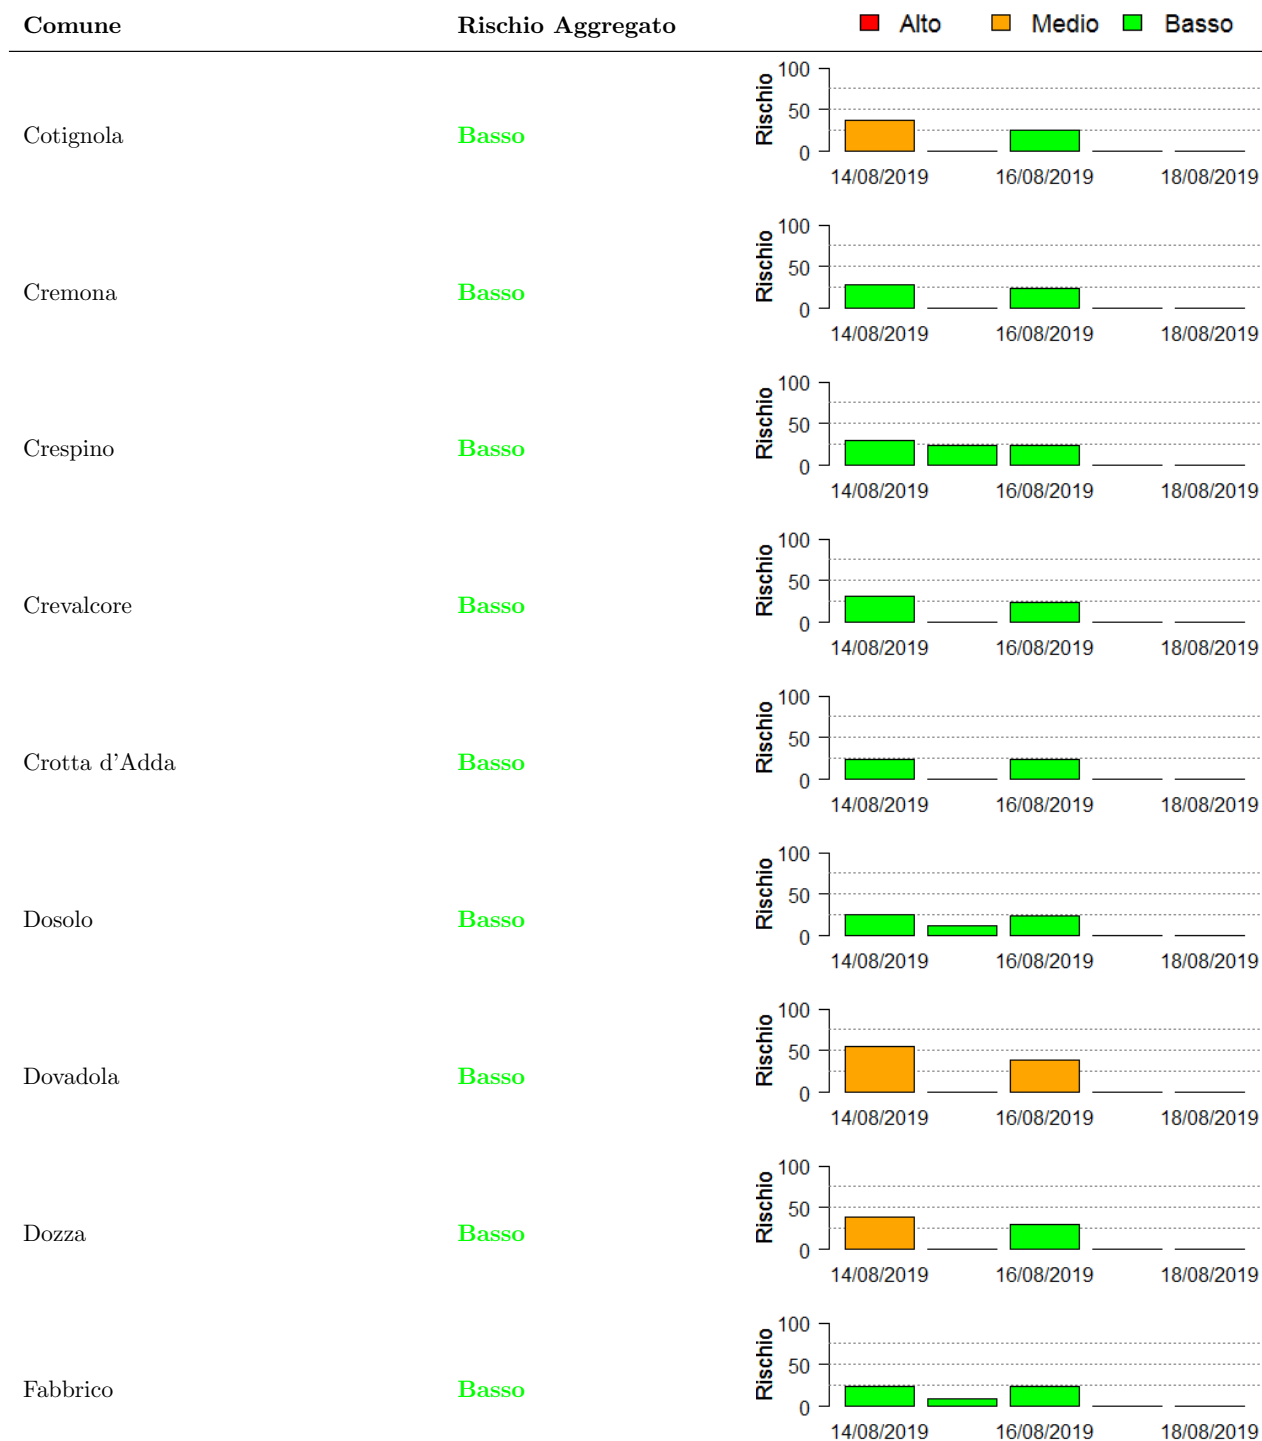 Comune Rischio Aggregato Alto Medio Basso
Cotignola Basso Rischio 100 50 0
14/08/2019 16/08/2019 18/08/2019
Cremona Basso Rischio 100 50 0
14/08/2019 16/08/2019 18/08/2019
Crespino Basso Rischio 100 50 0
14/08/2019 16/08/2019 18/08/2019
Crevalcore Basso Rischio 100 50 0
14/08/2019 16/08/2019 18/08/2019
Crotta d'Adda Basso Rischio 100 50 0
14/08/2019 16/08/2019 18/08/2019
Dosolo Basso Rischio 100 50 0
14/08/2019 16/08/2019 18/08/2019
Dovadola Basso Rischio 100 50 0
14/08/2019 16/08/2019 18/08/2019
Dozza Basso Rischio 100 50 0
14/08/2019 16/08/2019 18/08/2019
Fabbrico Basso Rischio 100 50 0
14/08/2019 16/08/2019 18/08/2019